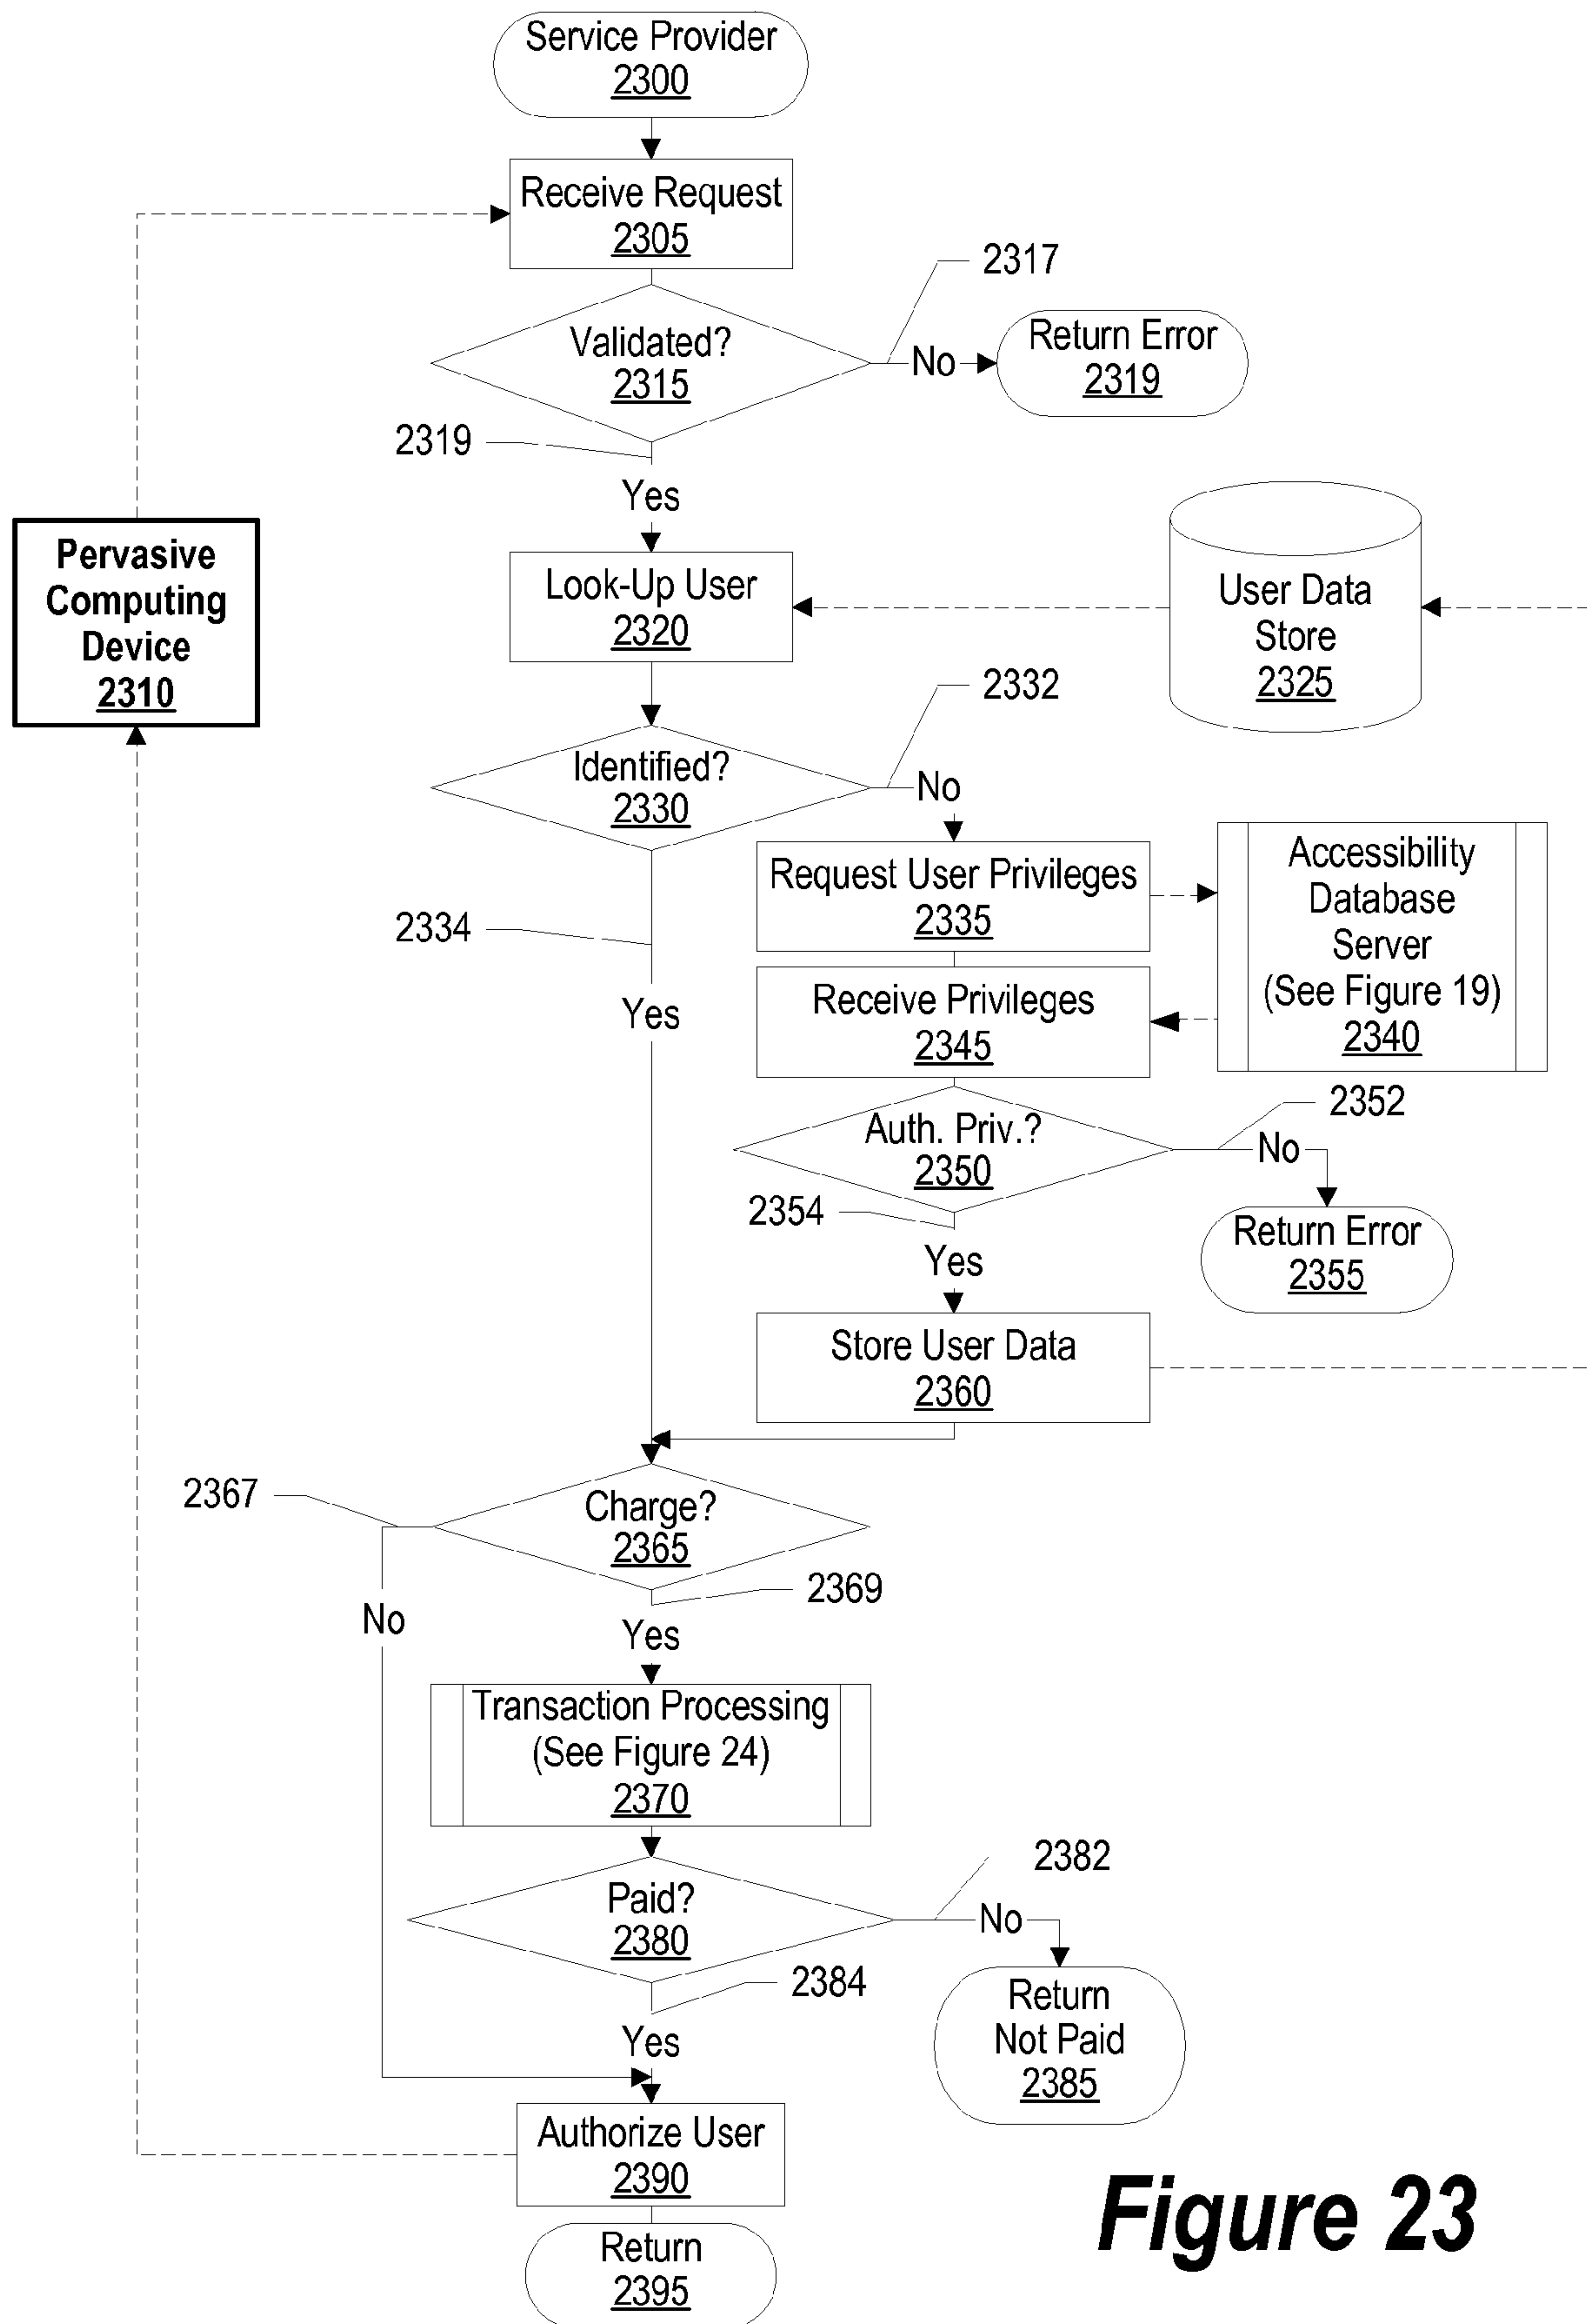 Service Provider
2300
Receive Request
2305
2317
Validated?
2315
No
Return Error
2319
2319
Yes
Pervasive
Computing
Device
2310
Look-Up User
2320
User Data
Store
2325
2332
Identified?
2330
No
Request User Privileges
2335
Accessibility
Database
Server
(See Figure 19)
2340
2334
Yes
Receive Privileges
2345
2352
Auth. Priv.?
2350
No
2354
Yes
Return Error
2355
Store User Data
2360
2367
Charge?
2365
2369
No
Yes
Transaction Processing
(See Figure 24)
2370
2382
Paid?
2380
No
2384
Yes
Return
Not Paid
2385
Authorize User
2390
Return
2395
Figure 23